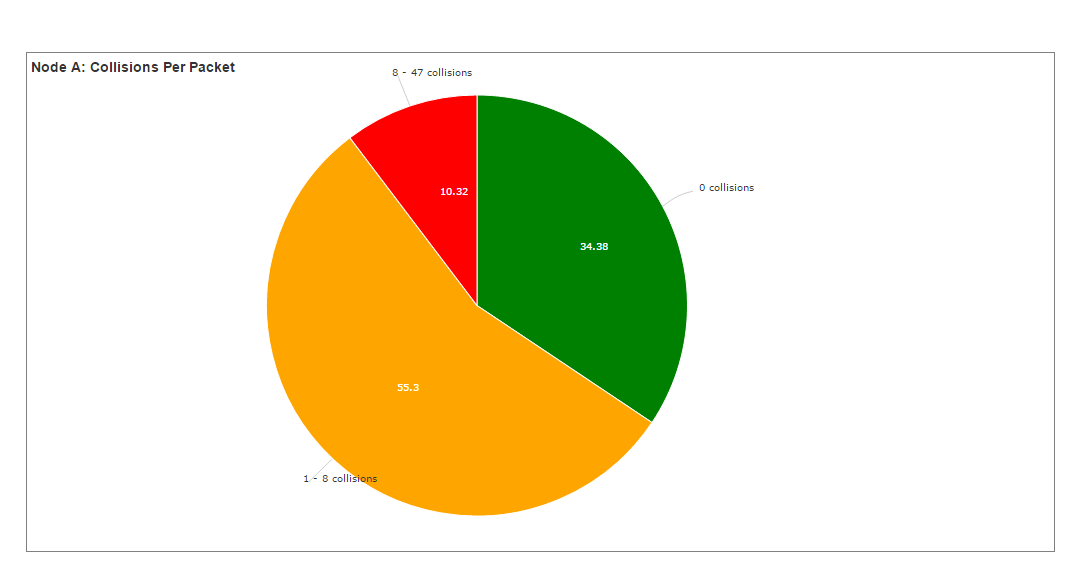 Node A: Collisions Per Packet
8 - 47 collisions
10.32
0 collisions
34.38
55.3
1 - 8 collisions